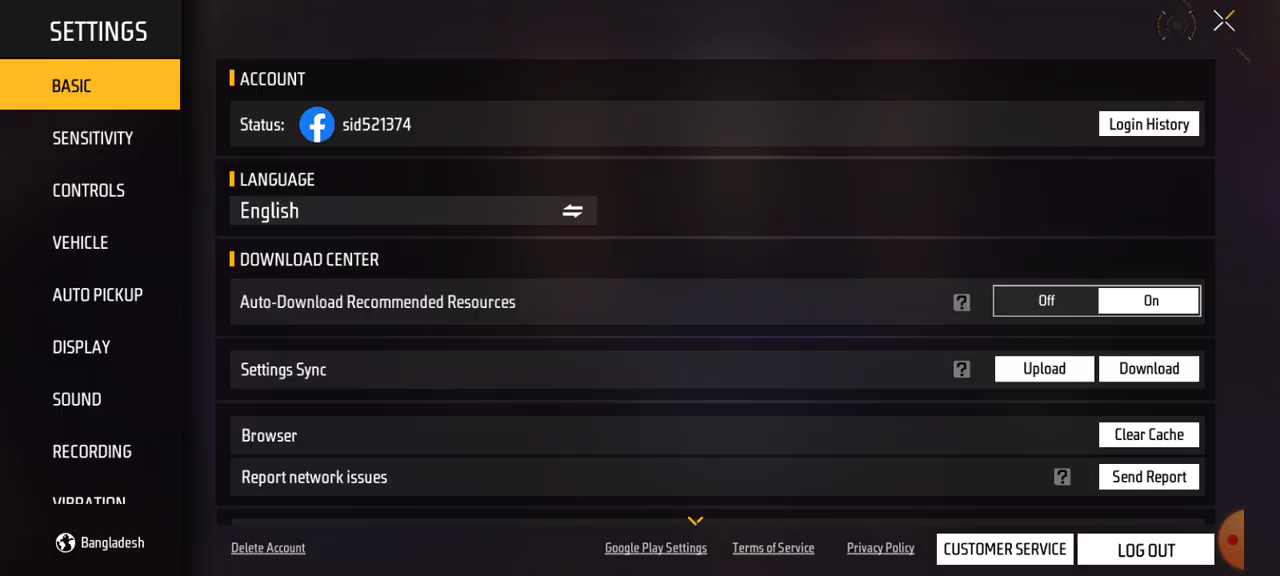 SETTINGS
BASIC
SENSITIVITY
CONTROLS
VEHICLE
AUTO PICKUP
DISPLAY
SOUND
RECORDING
VIBRATION
Bangladesh
ACCOUNT
Status: sid521374 Login History
LANGUAGE
English
DOWNLOAD CENTER
Auto-Download Recommended Resources ? Off On
Settings Sync ? Upload Download
Browser Clear Cache
Report network issues ? Send Report
Delete Account Google Play Settings Terms of Service Privacy Policy CUSTOMER SERVICE LOG OUT